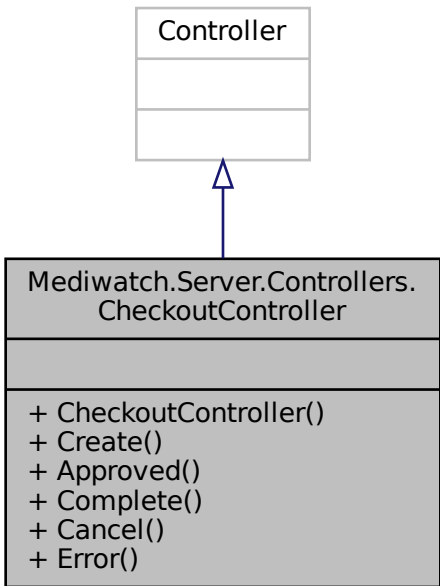 Controller
Mediwatch.Server.Controllers.
CheckoutController
+ CheckoutController()
+ Create()
+ Approved()
+ Complete()
+ Cancel()
+ Error()